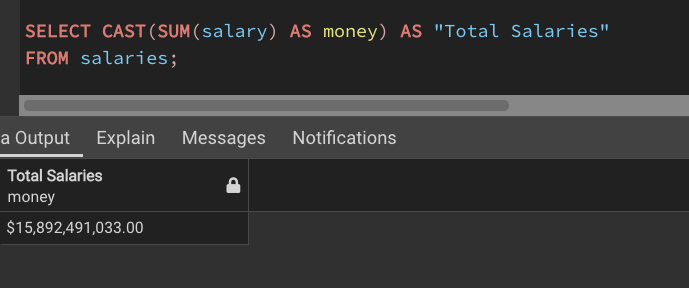 SELECT CAST(SUM(salary) AS money) AS "Total Salaries"
FROM salaries;
a Output Explain Messages Notifications
Total Salaries
money
$15,892,491,033.00